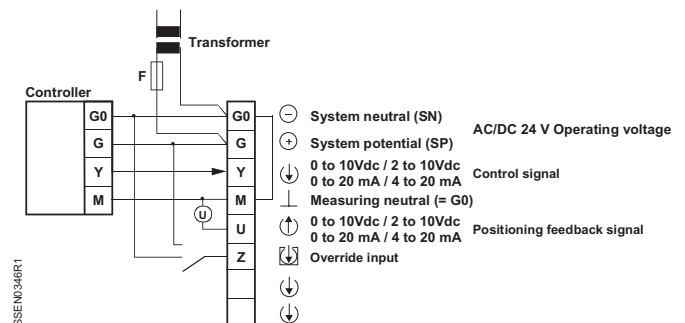 Transformer
F
Controller
G0
G
Y
M
G0
G
Y
M
U
Z
U
System neutral (SN)
System potential (SP)
AC/DC 24 V Operating voltage
0 to 10Vdc / 2 to 10Vdc
0 to 20 mA / 4 to 20 mA
Control signal
Measuring neutral (= G0)
0 to 10Vdc / 2 to 10Vdc
0 to 20 mA / 4 to 20 mA
Positioning feedback signal
Override input